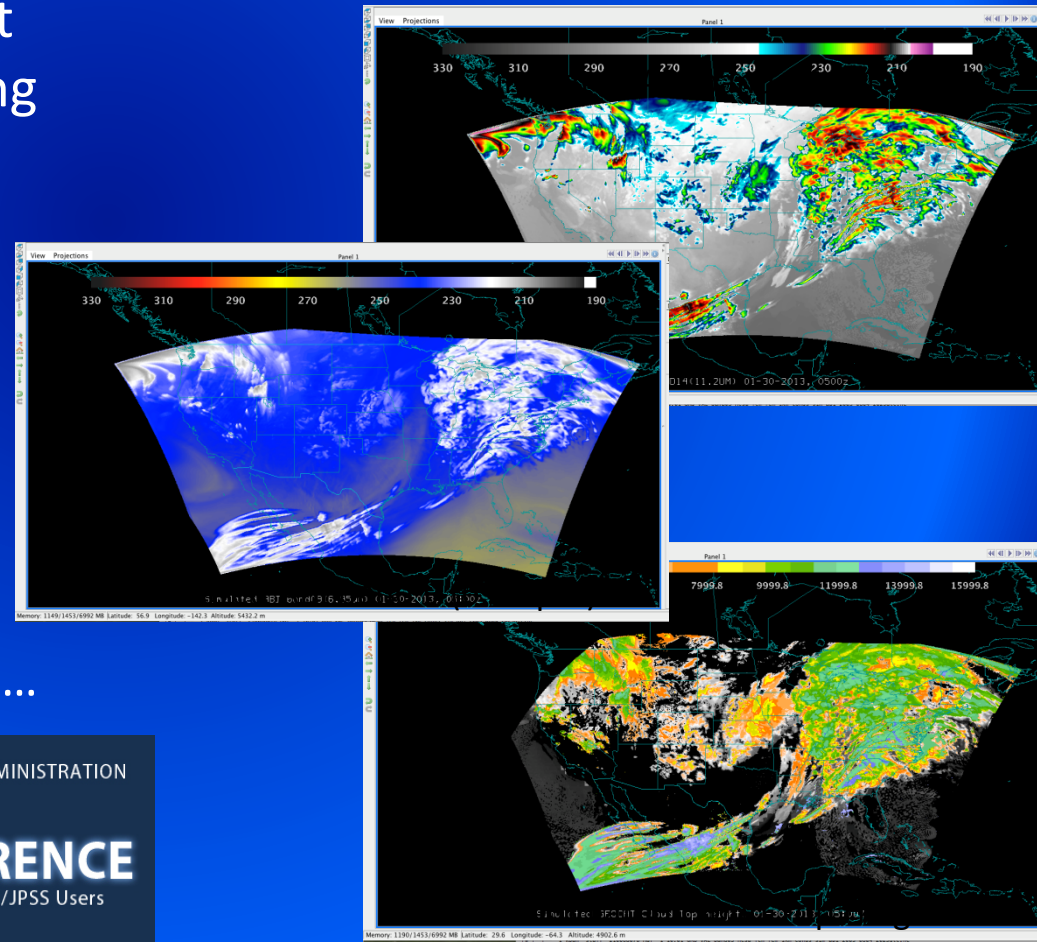 t
ng
View Projections
Panel 1
330 310 290 270 250 230 210 190
D14(11.2UM) 01-30-2013, 0500z
View Projections
Panel 1
330 310 290 270 250 230 210 190
Memory: 1149/1453/6992 MB Latitude: 56.9 Longitude: -142.3 Altitude: 5432.2 m
Panel 1
7999.8 9999.8 11999.8 13999.8 15999.8
Cloud Top
Memory: 1190/1453/6992 MB Latitude: 29.6 Longitude: -64.3 Altitude: 4902.6 m
...
MINISTRATION
RENCE
/JPSS Users